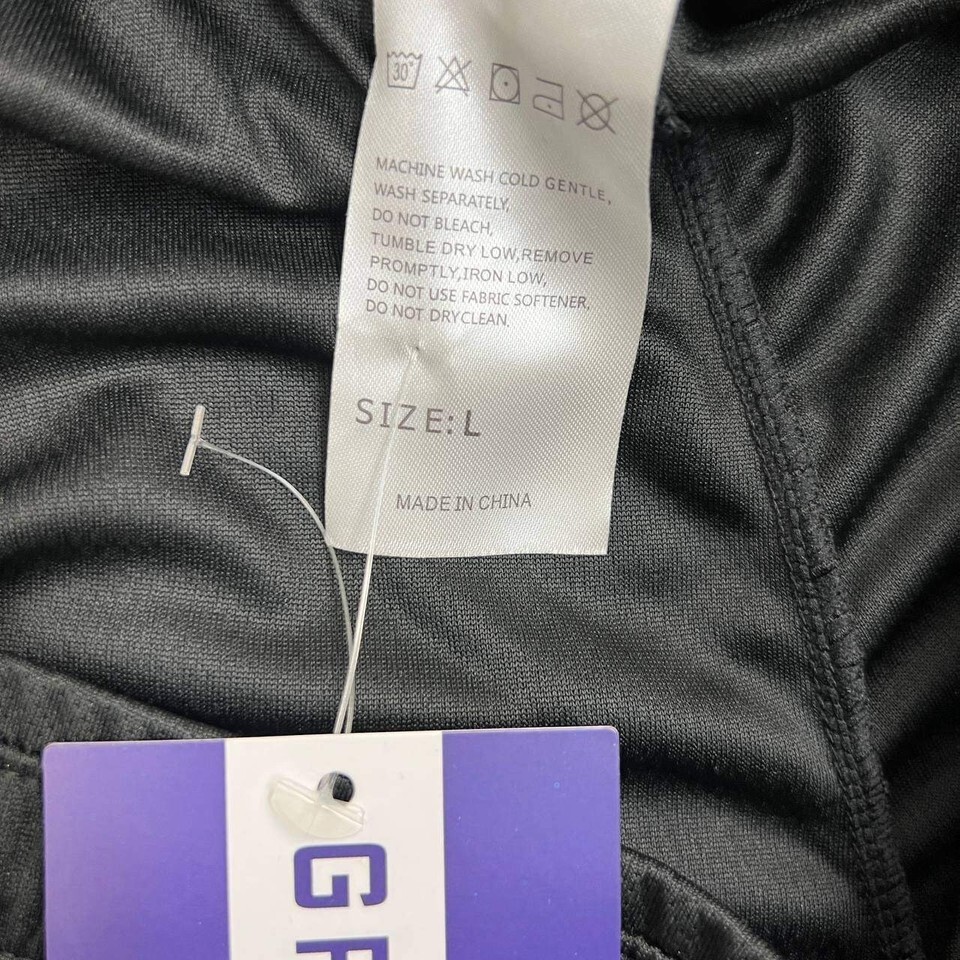 30°
MACHINE WASH COLD GENTLE,
WASH SEPARATELY,
DO NOT BLEACH,
TUMBLE DRY LOW,REMOVE
PROMPTLY,IRON LOW,
DO NOT USE FABRIC SOFTENER,
DO NOT DRYCLEAN.
SIZE:L
MADE IN CHINA
G